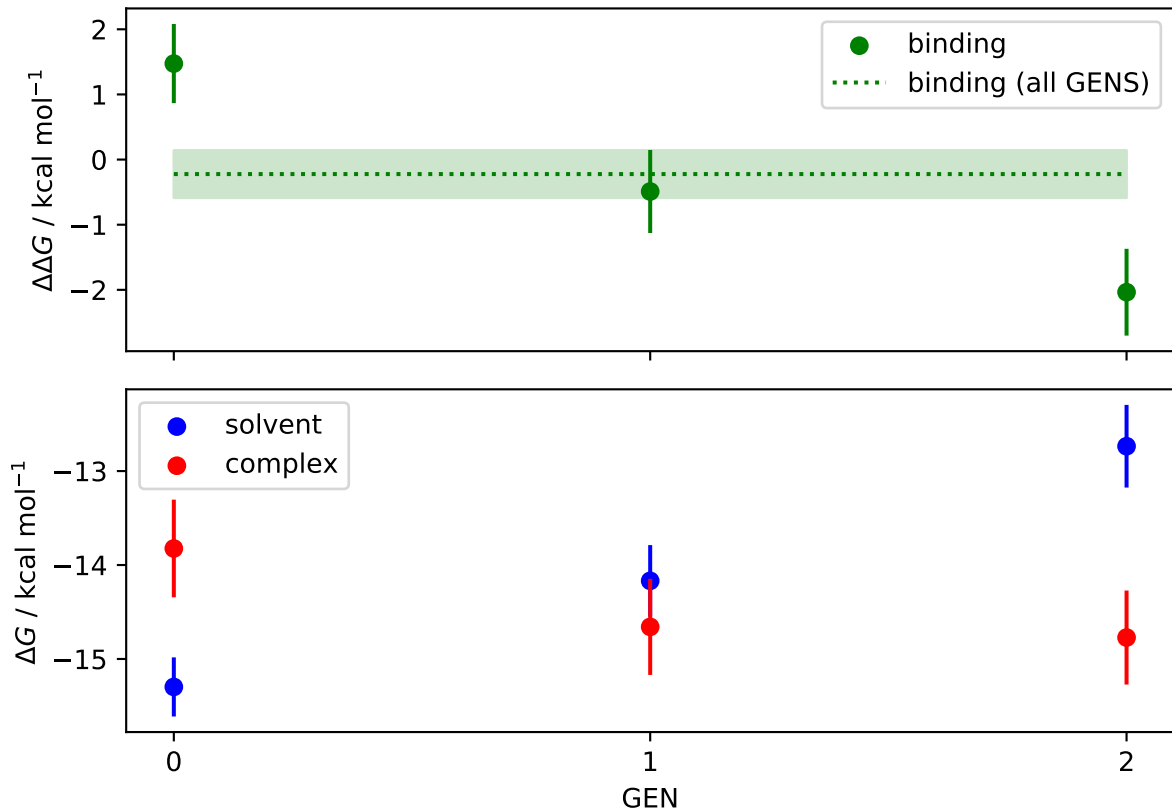 2
1
0
−1
−2
ΔΔG / kcal mol⁻¹
binding
binding (all GENS)
−13
−14
−15
ΔG / kcal mol⁻¹
solvent
complex
0
1
2
GEN